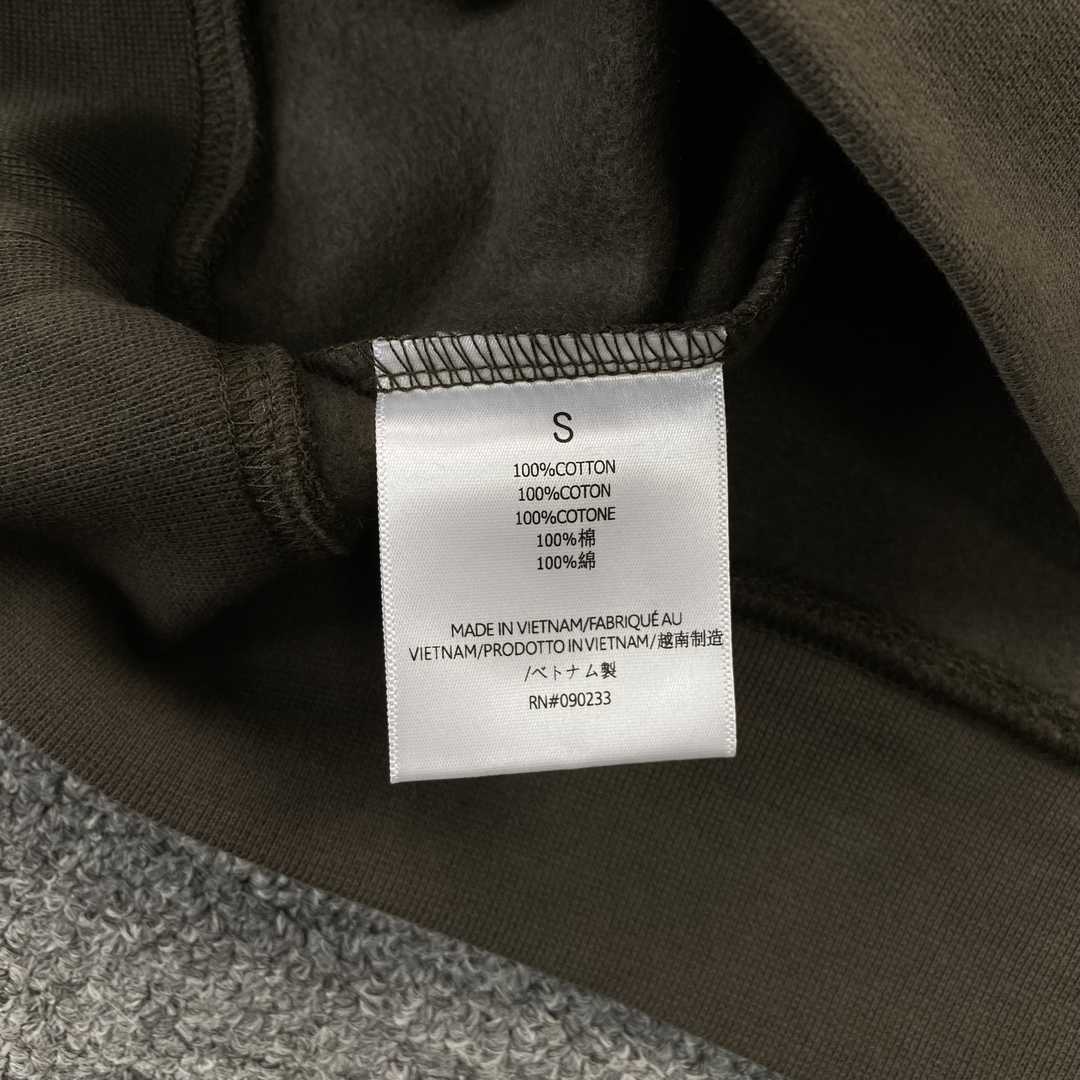 S
100%COTTON
100%COTON
100%COTONE
100%棉
100%綿
MADE IN VIETNAM/FABRIQUÉ AU
VIETNAM/PRODOTTO IN VIETNAM/越南制造
/ベトナム製
RN#090233